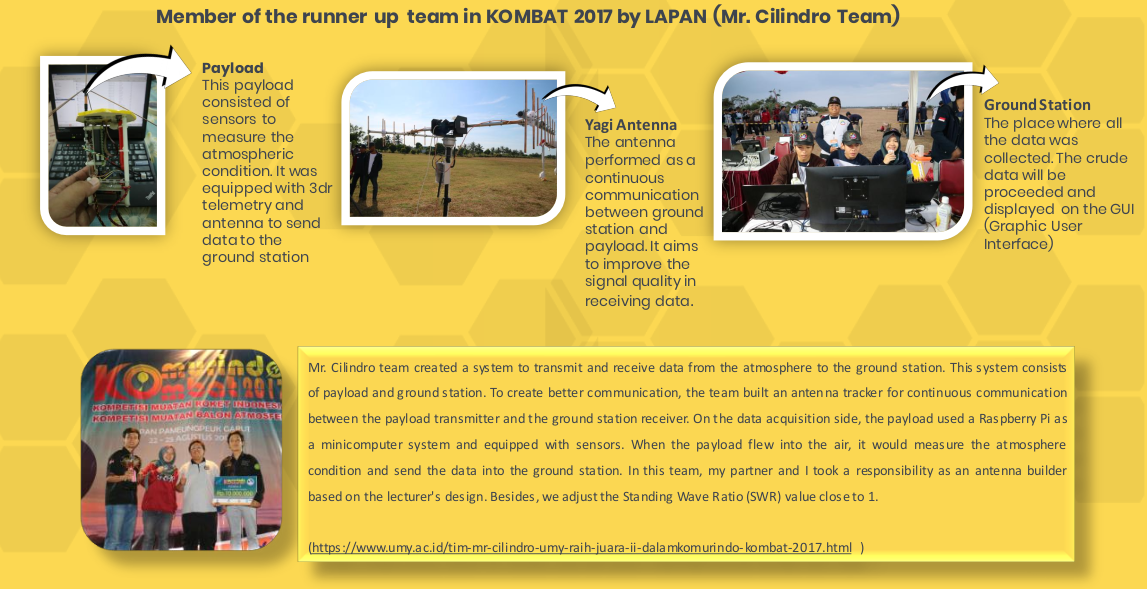 Member of the runner up team in KOMBAT 2017 by LAPAN (Mr. Cilindro Team)
Payload
This payload
consisted of
sensors to
measure the
atmospheric
condition. It was
equipped with 3dr
telemetry and
antenna to send
data to the
ground station
Yagi Antenna
The antenna
performed as a
continuous
communication
between ground
station and
payload. It aims
to improve the
signal quality in
receiving data.
Ground Station
The place where all
the data was
collected. The crude
data will be
proceeded and
displayed on the GUI
(Graphic User
Interface)
KOmurindo
KOmbat 2017
KOMPETISI MUATAN ROKET INDONES
KOMPETISI MUATAN BALON ATMOSFE
PAMEUNGPEUK GARUT
22 - 25 AGUSTUS 20
Mr. Cilindro team created a system to transmit and receive data from the atmosphere to the ground station. This system consists
of payload and ground station. To create better communication, the team built an antenna tracker for continuous communication
between the payload transmitter and the ground station receiver. On the data acquisition side, the payload used a Raspberry Pi as
a minicomputer system and equipped with sensors. When the payload flew into the air, it would measure the atmosphere
condition and send the data into the ground station. In this team, my partner and I took a responsibility as an antenna builder
based on the lecturer's design. Besides, we adjust the Standing Wave Ratio (SWR) value close to 1.
(https://www.umy.ac.id/tim-mr-cilindro-umy-raih-juara-ii-dalamkomurindo-kombat-2017.html )